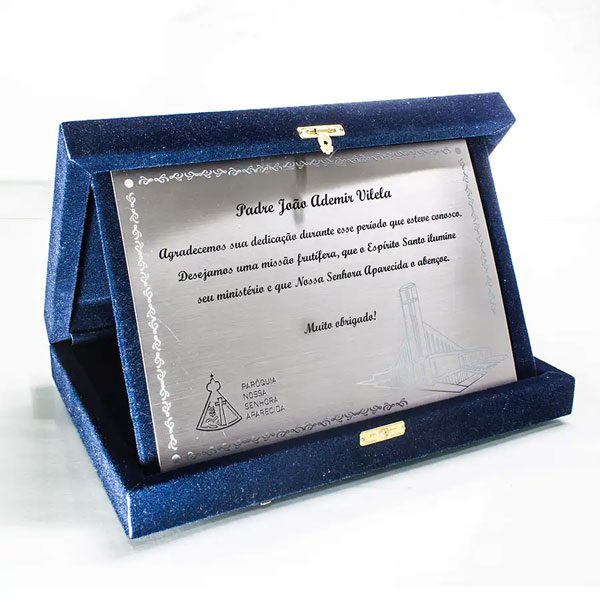 Padre João Ademir Vilela
Agradecemos sua dedicação durante esse período que esteve conosco.
Desejamos uma missão frutífera, que o Espírito Santo ilumine
seu ministério e que Nossa Senhora Aparecida o abençoe.
Muito obrigado!
PARÓQUIA
NOSSA
SENHORA
APARECIDA